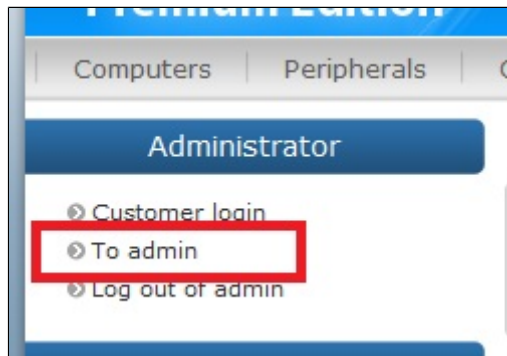 Premium Edition
Computers Peripherals
Administrator
Customer login
To admin
Log out of admin